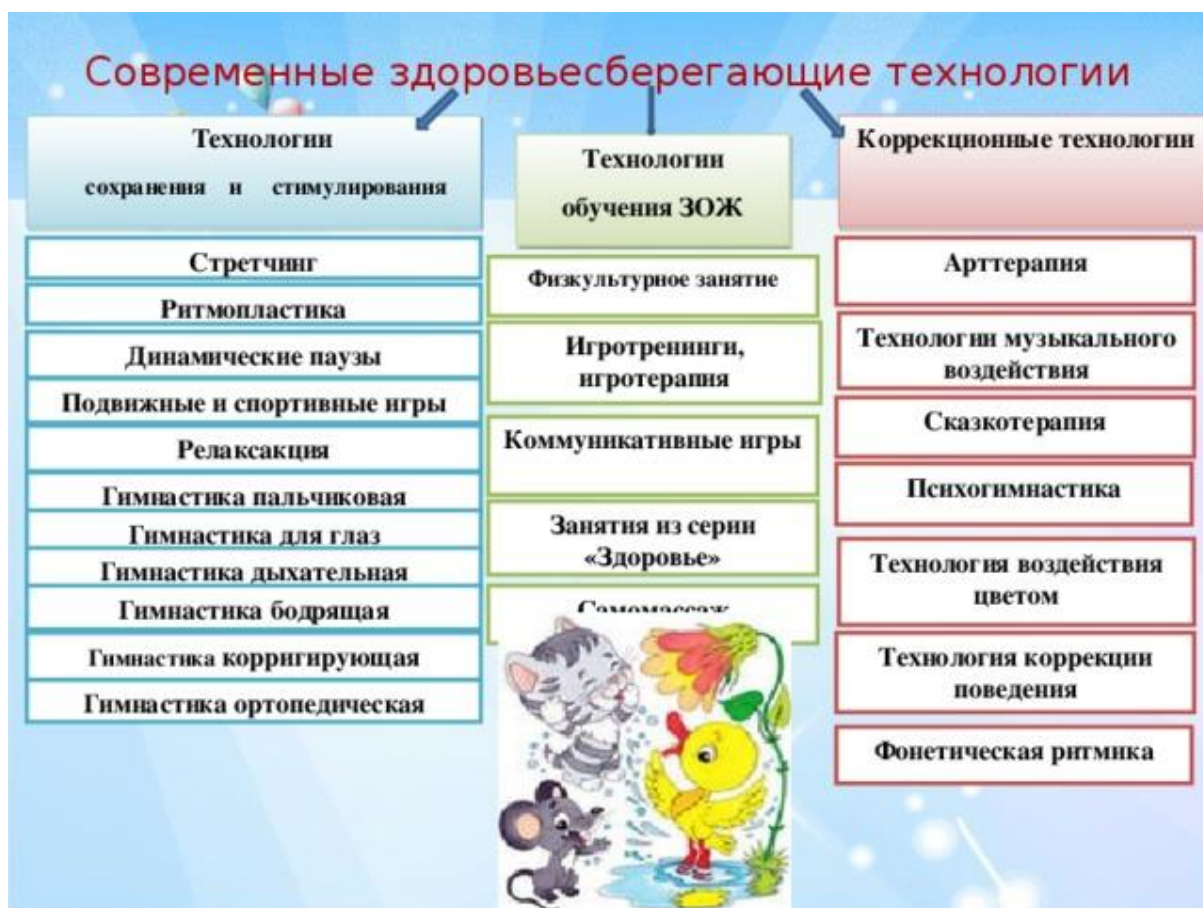 Современные здоровьесберегающие технологии
Технологии
сохранения и стимулирования
Стретчинг
Ритмопластика
Динамические паузы
Подвижные и спортивные игры
Релаксакция
Гимнастика пальчиковая
Гимнастика для глаз
Гимнастика дыхательная
Гимнастика бодрящая
Гимнастика корригирующая
Гимнастика ортопедическая
Технологии
обучения ЗОЖ
Физкультурное занятие
Игротренинги,
игротерапия
Коммуникативные игры
Занятия из серии
«Здоровье»
Самомассаж
Коррекционные технологии
Арттерапия
Технологии музыкального
воздействия
Сказкотерапия
Психогимнастика
Технология воздействия
цветом
Технология коррекции
поведения
Фонетическая ритмика